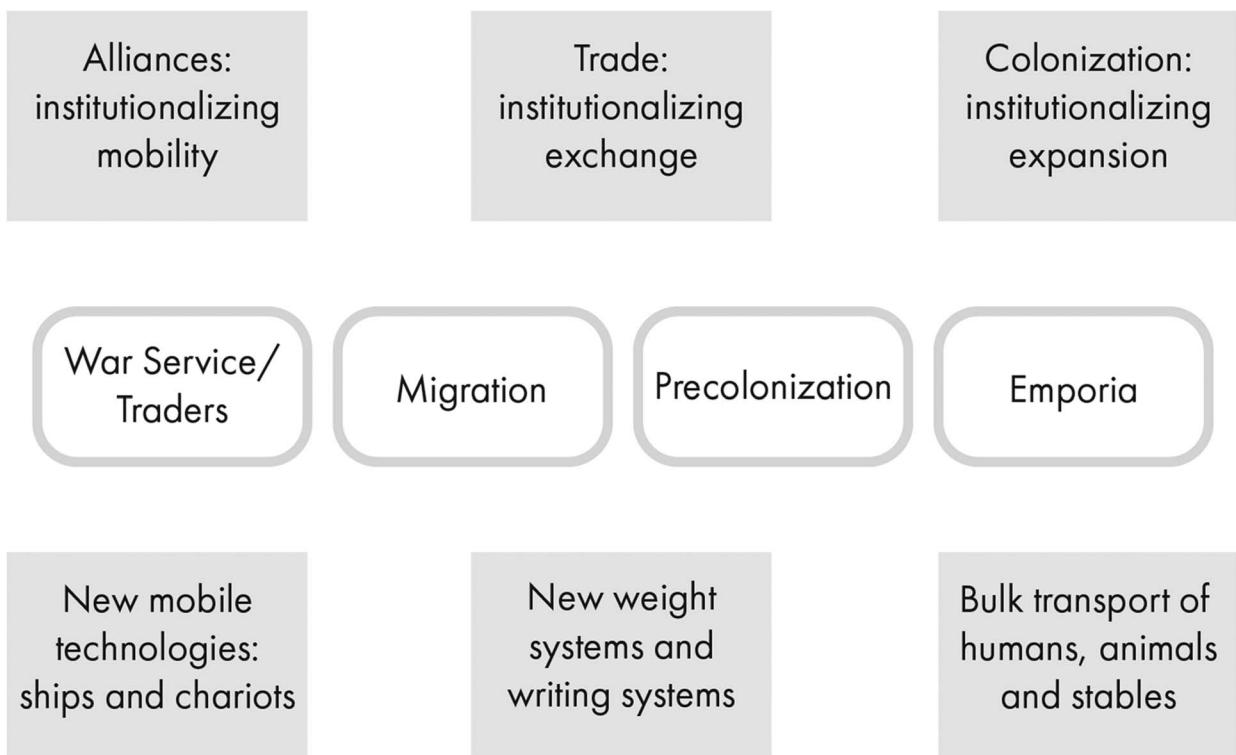 Alliances:
institutionalizing
mobility
Trade:
institutionalizing
exchange
Colonization:
institutionalizing
expansion
War Service/
Traders
Migration
Precolonization
Emporia
New mobile
technologies:
ships and chariots
New weight
systems and
writing systems
Bulk transport of
humans, animals
and stables